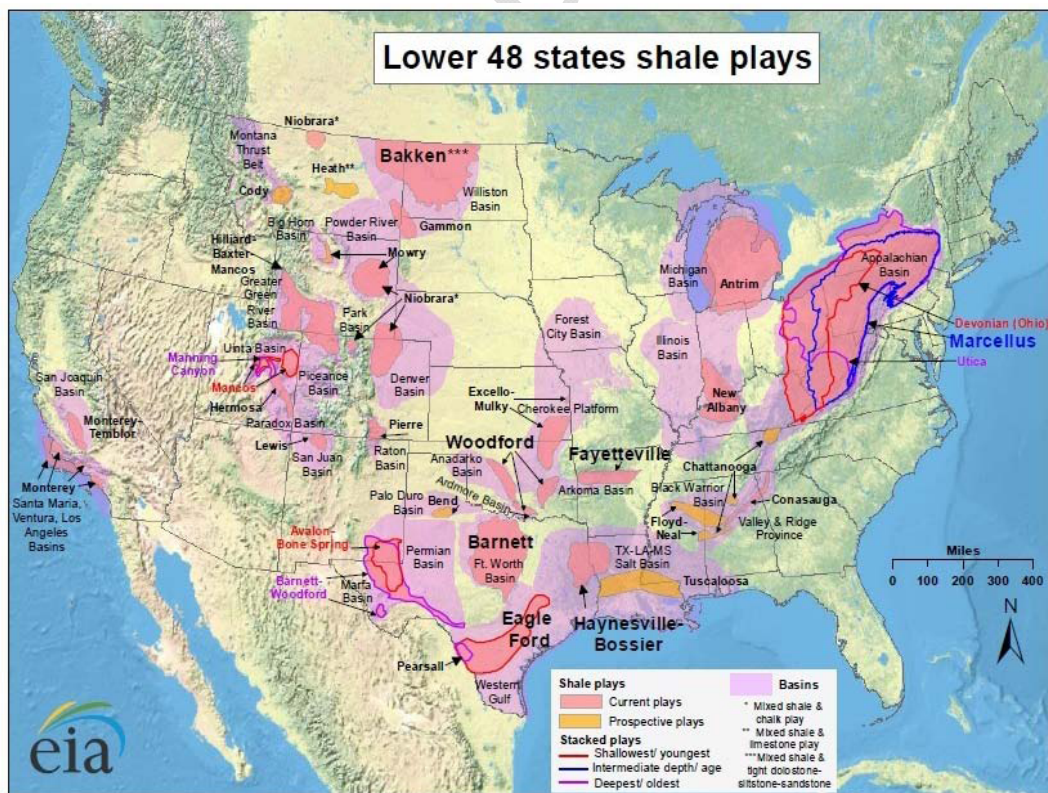 Lower 48 states shale plays
Niobrara*
Montana
Thrust
Belt
Bakken***
Heath**
Cody
Williston
Basin
Big Horn
Basin
Powder River
Basin
Gammon
Hilliard-
Baxter-
Mancos
Mowry
Greater
Green
River
Basin
Niobrara*
Park
Basin
Michigan
Basin
Antrim
Appalachian
Basin
Devonian (Ohio)
Marcellus
Utica
Forest
City Basin
Illinois
Basin
Uinta Basin
Manning
Canyon
Mancos
Piceance
Basin
Denver
Basin
Hermosa
Paradox Basin
San Joaquin
Basin
Monterey-
Temblor
Excello-
Mulky
Cherokee Platform
New
Albany
Lewis
San Juan
Basin
Pierre
Raton
Basin
Woodford
Anadarko
Basin
Fayetteville
Arkoma Basin
Chattanooga
Black Warrior
Basin
Conasauga
Monterey
Santa Maria,
Ventura, Los
Angeles
Basins
Palo Duro
Basin
Bend
Ardmore Basin
Floyd-
Neal
Valley & Ridge
Province
Avalon-
Bone Spring
Permian
Basin
Barnett
Ft. Worth
Basin
TX-LA-MS
Salt Basin
Tuscaloosa
Barnett-
Woodford
Marfa
Basin
Eagle
Ford
Haynesville-
Bossier
Pearsall
Western
Gulf
Miles
0 100 200 300 400
N
Shale plays
Current plays
Prospective plays
Stacked plays
Shallowest/ youngest
Intermediate depth/ age
Deepest/ oldest
Basins
* Mixed shale &
chalk play
** Mixed shale &
limestone play
***Mixed shale &
tight dolostone-
siltstone-sandstone
eia